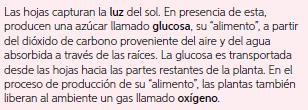 Las hojas capturan la luz del sol. En presencia de esta,
producen una azúcar llamado glucosa, su “alimento”, a partir
del dióxido de carbono proveniente del aire y del agua
absorbida a través de las raíces. La glucosa es transportada
desde las hojas hacia las partes restantes de la planta. En el
proceso de producción de su “alimento”, las plantas también
liberan al ambiente un gas llamado oxígeno.